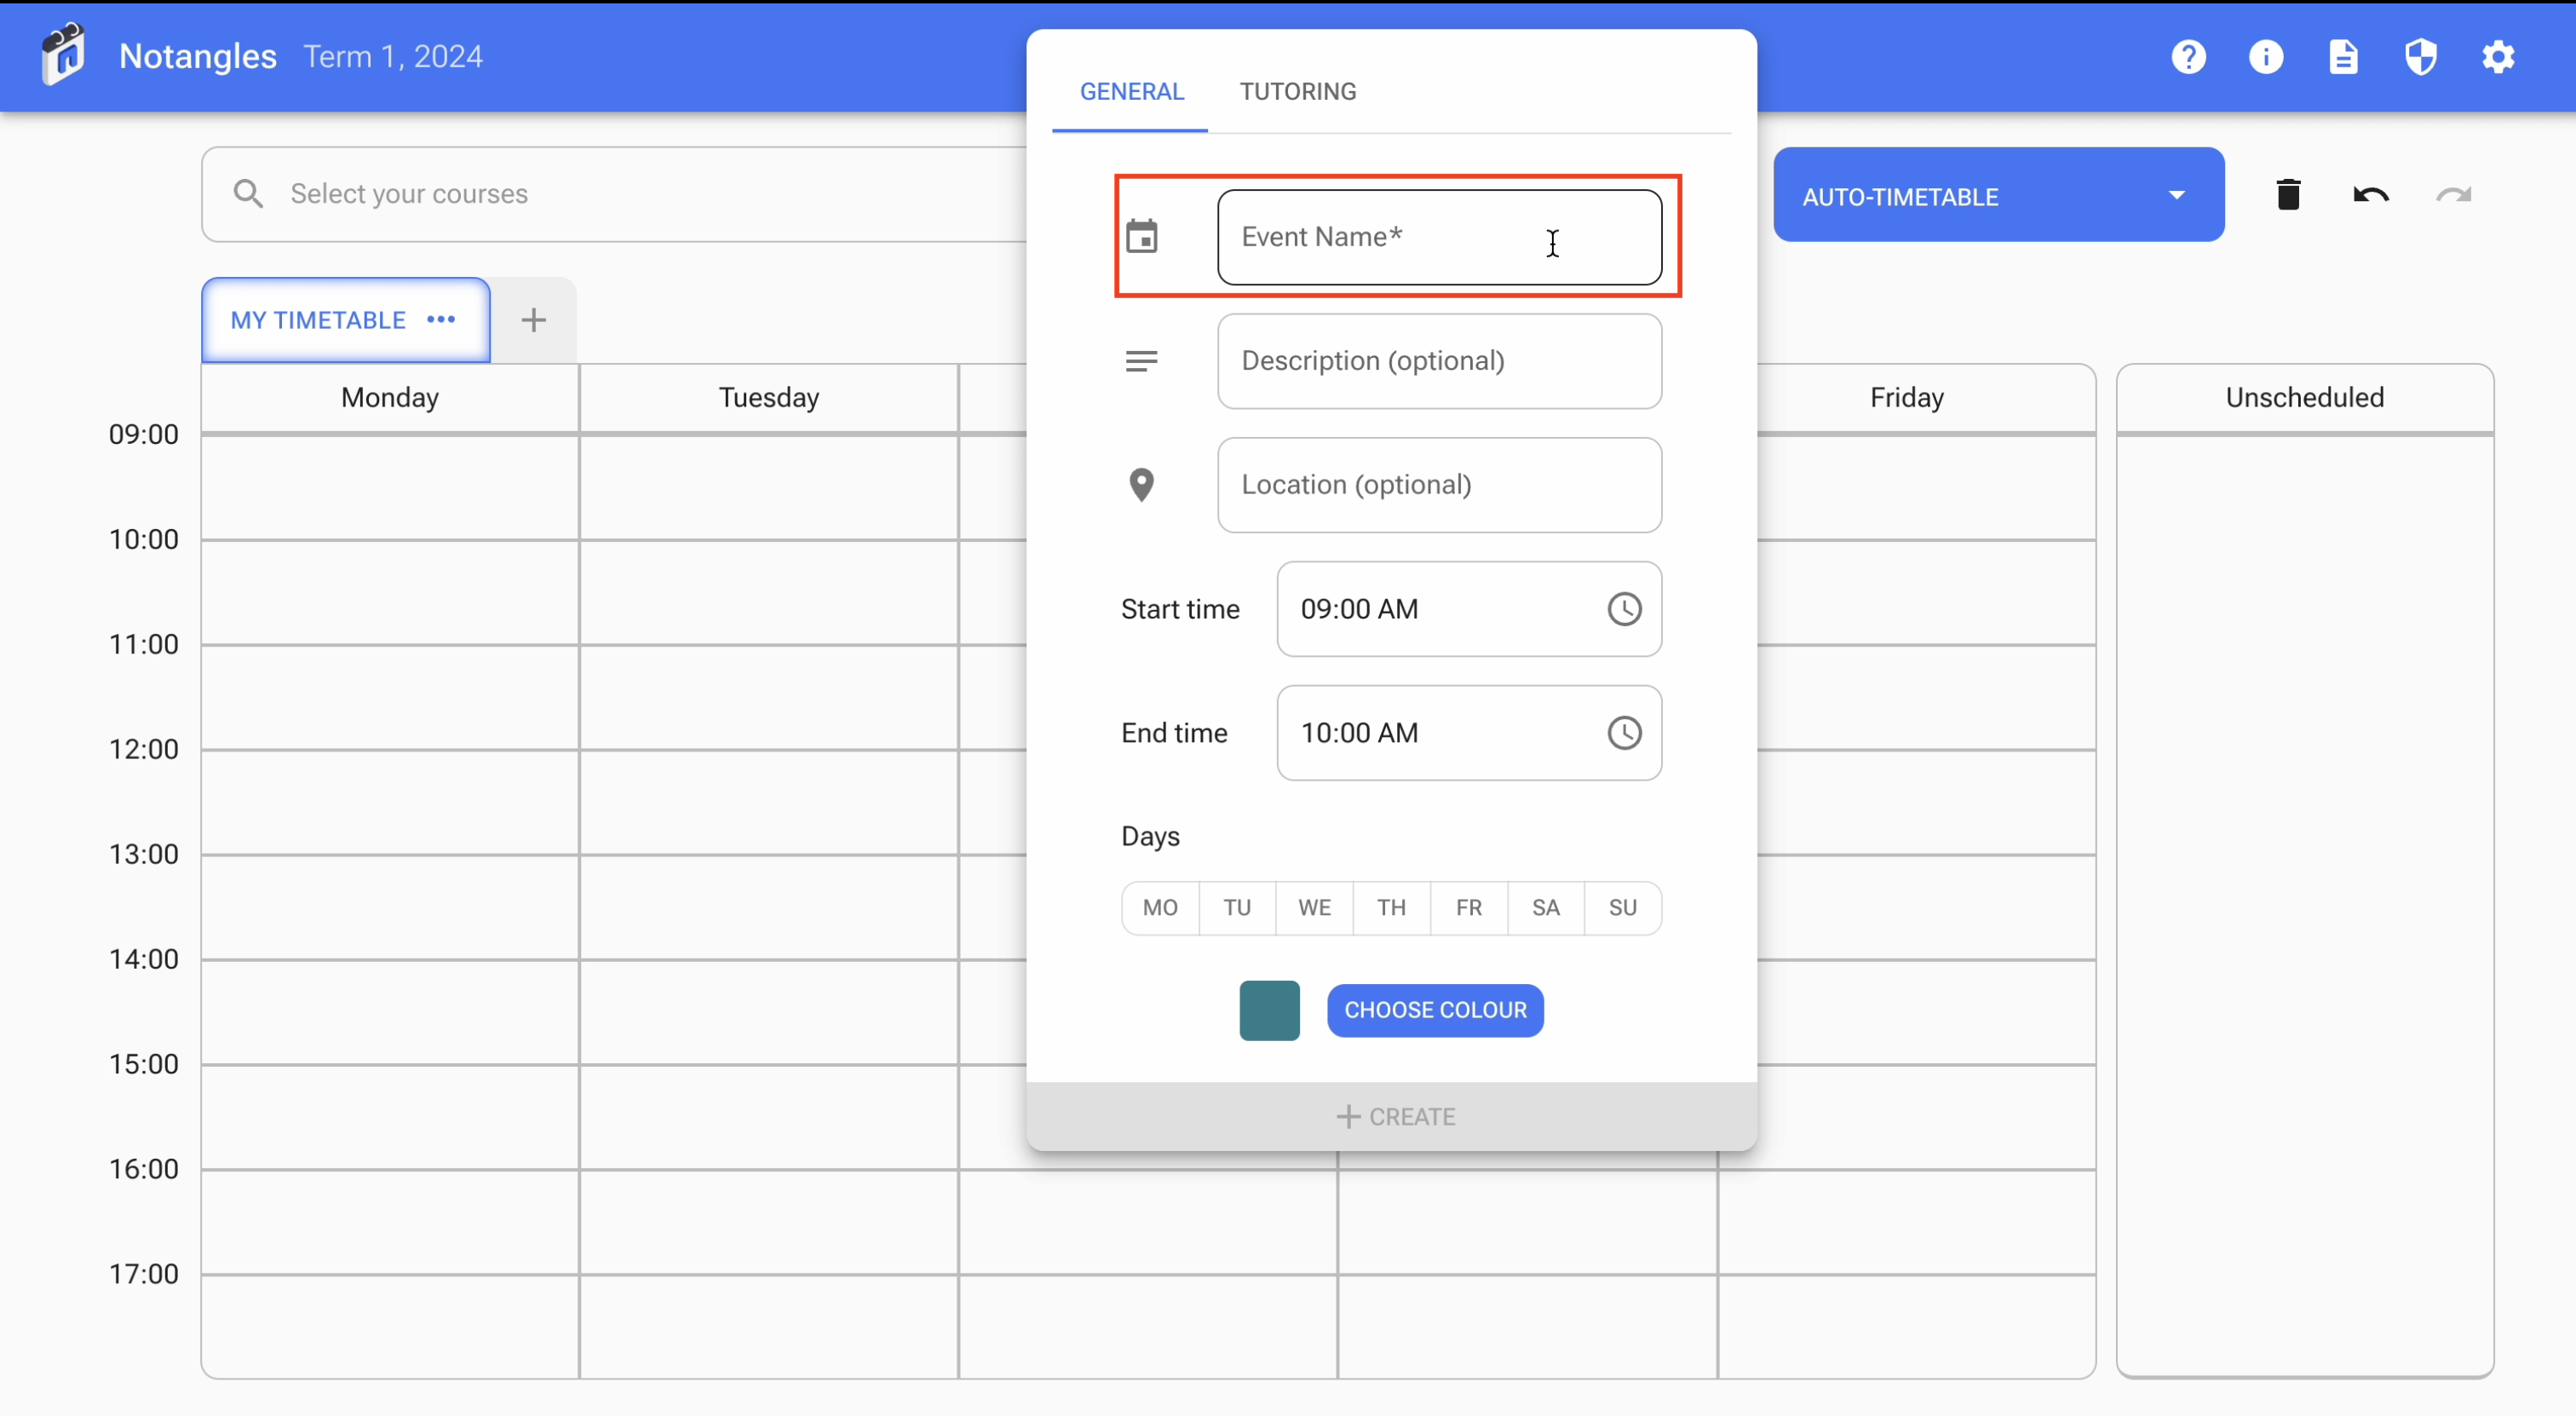 Notangles Term 1, 2024
GENERAL TUTORING
Select your courses
Event Name*
AUTO-TIMETABLE
MY TIMETABLE
Description (optional)
Monday Tuesday Friday Unscheduled
09:00
Location (optional)
10:00
Start time 09:00 AM
11:00
End time 10:00 AM
12:00
Days
13:00
MO TU WE TH FR SA SU
14:00
CHOOSE COLOUR
15:00
+ CREATE
16:00
17:00